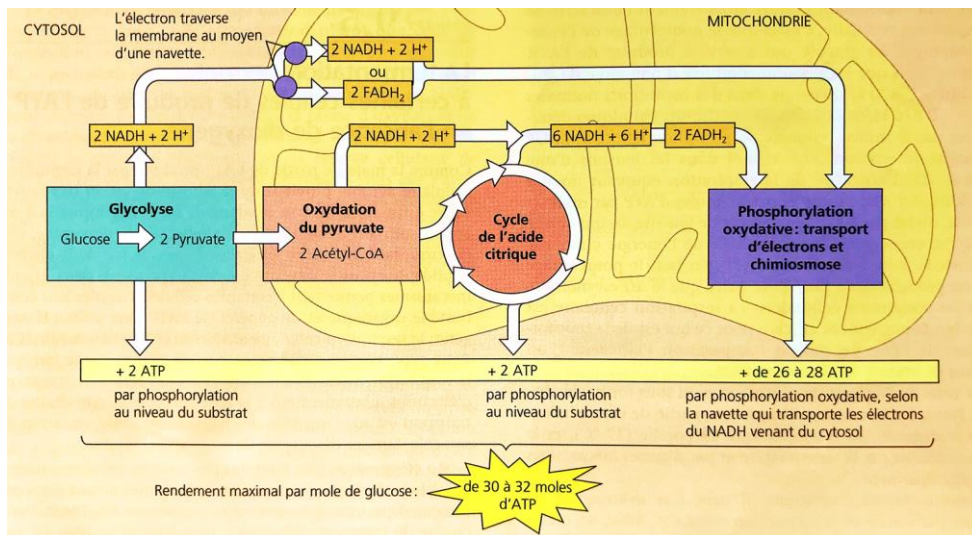 CYTOSOL
L'électron traverse
la membrane au moyen
d'une navette.
MITOCHONDRIE
2 NADH + 2 H⁺
ou
2 FADH₂
2 NADH + 2 H⁺
2 NADH + 2 H⁺
6 NADH + 6 H⁺
2 FADH₂
Glycolyse
Glucose
2 Pyruvate
Oxydation
du pyruvate
2 Acétyl-CoA
Cycle
de l'acide
citrique
Phosphorylation
oxydative : transport
d'électrons et
chimiosmose
+ 2 ATP
+ 2 ATP
+ de 26 à 28 ATP
par phosphorylation
au niveau du substrat
par phosphorylation
au niveau du substrat
par phosphorylation oxydative, selon
la navette qui transporte les électrons
du NADH venant du cytosol
Rendement maximal par mole de glucose :
de 30 à 32 moles
d'ATP